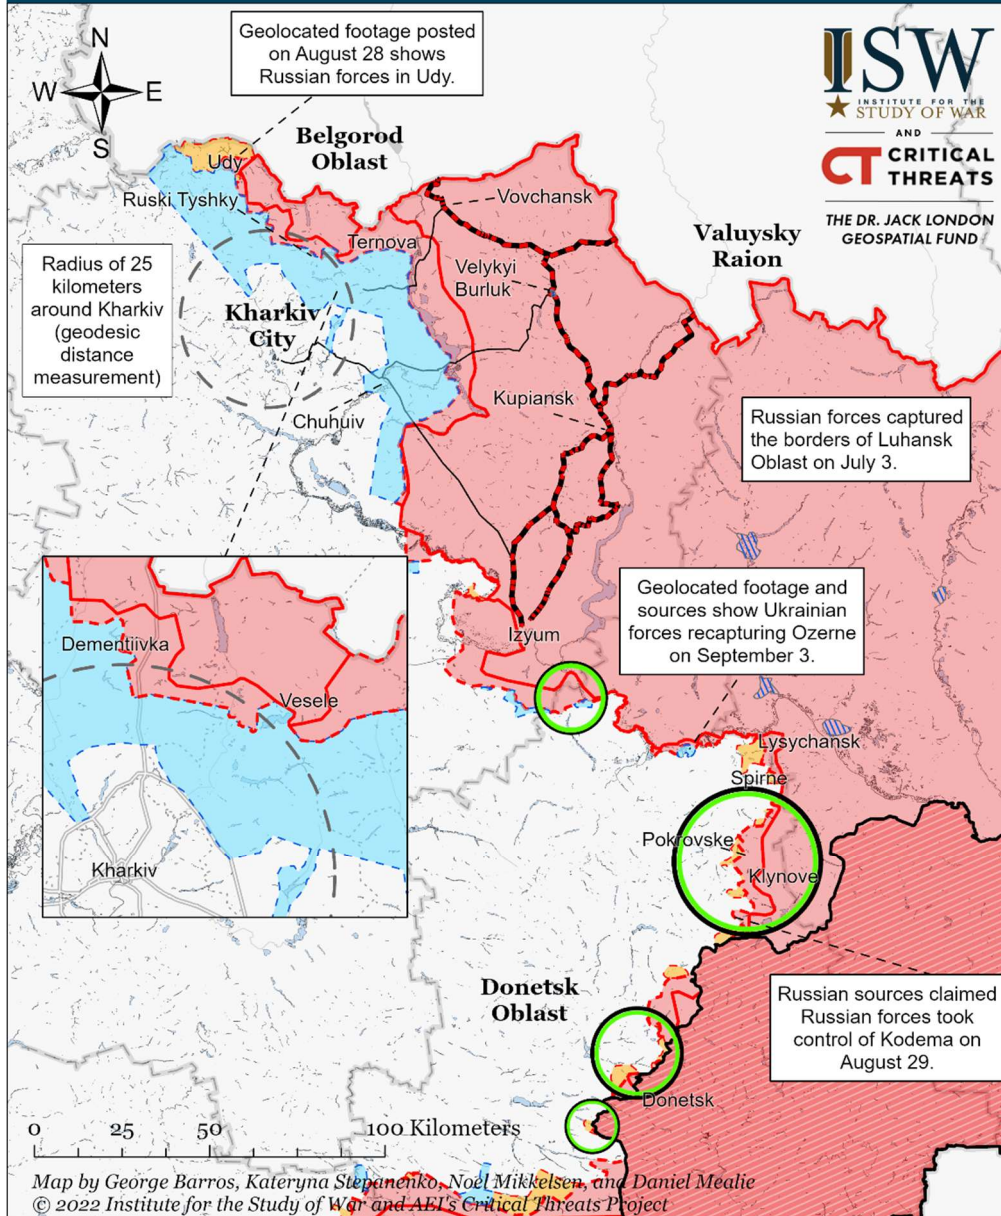 Geolocated footage posted
on August 28 shows
Russian forces in Udy.
N
W
E
S
ISW
INSTITUTE FOR THE
STUDY OF WAR
AND
CT CRITICAL
THREATS
THE DR. JACK LONDON
GEOSPATIAL FUND
Belgorod
Oblast
Udy
Ruski Tyshky
Vovchansk
Ternova
Valuysky
Raion
Velykyi
Burluk
Radius of 25
kilometers
around Kharkiv
(geodesic
distance
measurement)
Kharkiv
City
Kupiansk
Chuhuiv
Russian forces captured
the borders of Luhansk
Oblast on July 3.
Geolocated footage and
sources show Ukrainian
forces recapturing Ozerne
on September 3.
Izyum
Dementiivka
Vesele
Kharkiv
Lysychansk
Spirne
Pokrovske
Klynove
Donetsk
Oblast
Russian sources claimed
Russian forces took
control of Kodema on
August 29.
Donetsk
0 25 50 100 Kilometers
Map by George Barros, Kateryna Stepanenko, Noel Mikkelsen, and Daniel Mealie
© 2022 Institute for the Study of War and AEI's Critical Threats Project